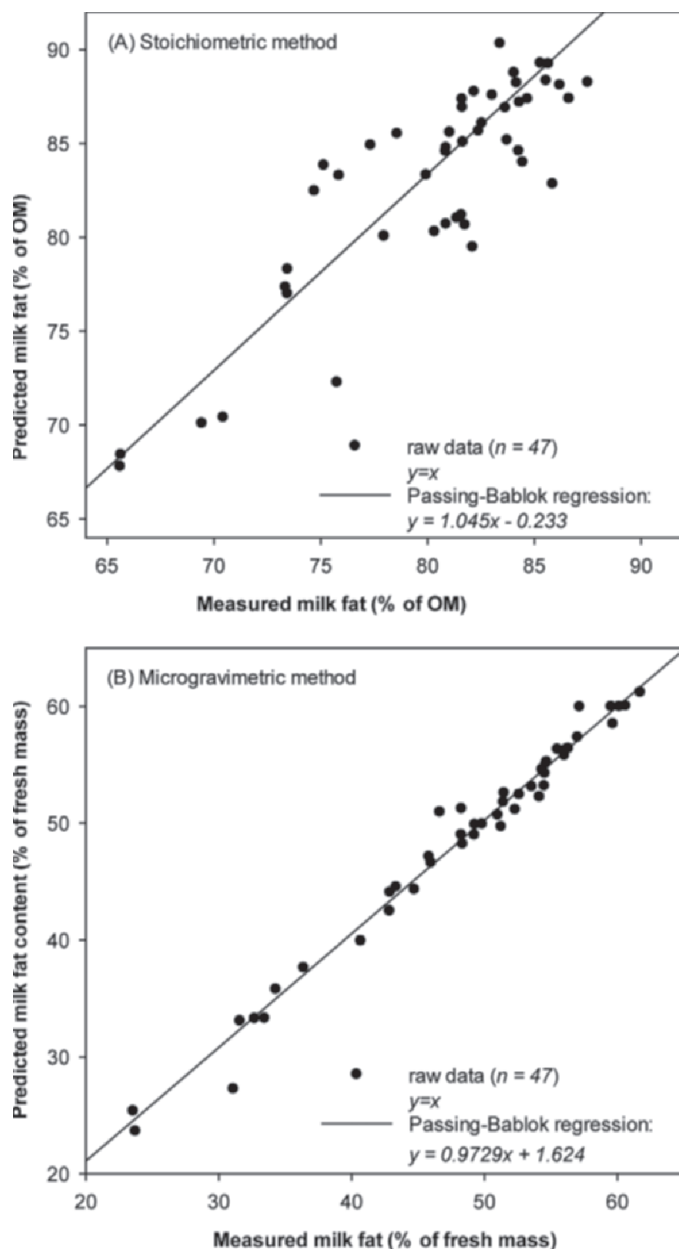 (A) Stoichiometric method
90
85
80
75
70
65
Predicted milk fat (% of OM)
raw data (n = 47)
y=x
Passing-Bablok regression:
y = 1.045x - 0.233
65 70 75 80 85 90
Measured milk fat (% of OM)
(B) Microgravimetric method
60
50
40
30
20
Predicted milk fat content (% of fresh mass)
raw data (n = 47)
y=x
Passing-Bablok regression:
y = 0.9729x + 1.624
20 30 40 50 60
Measured milk fat (% of fresh mass)